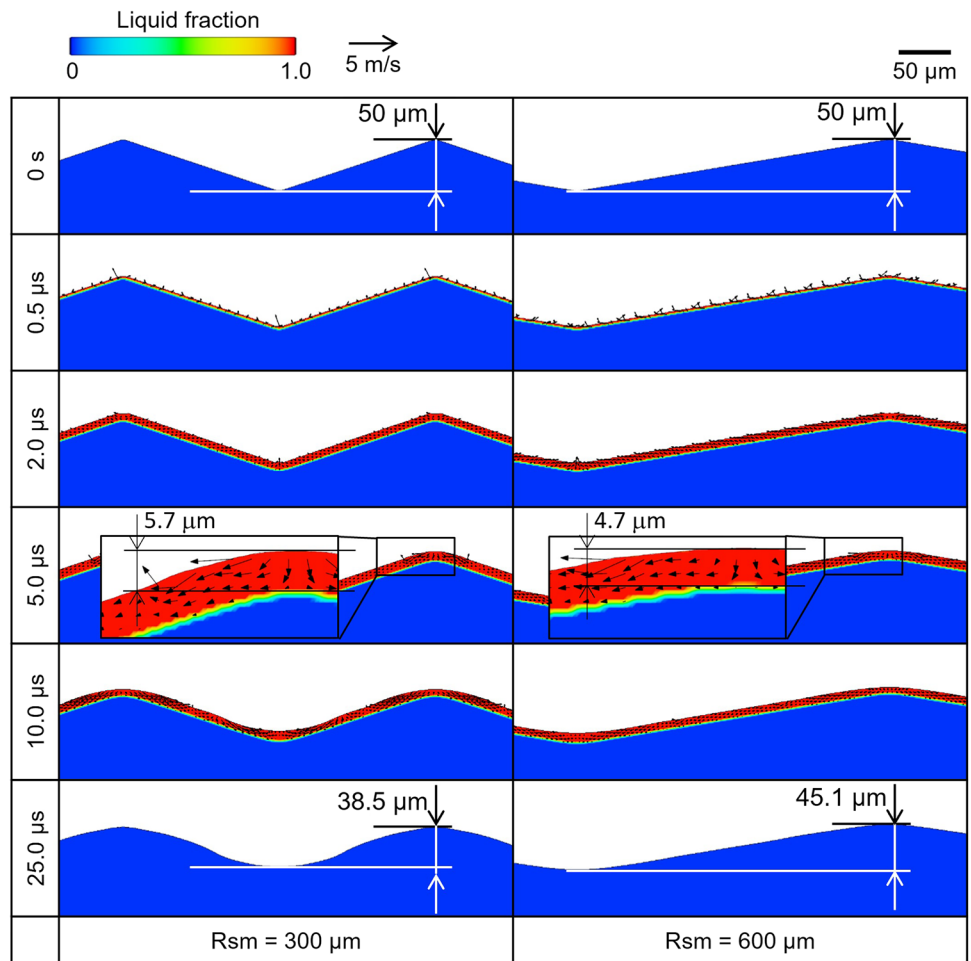 Liquid fraction
0 1.0
5 m/s
50 µm
0 s
50 µm 50 µm
0.5 µs
2.0 µs
5.0 µs
5.7 µm 4.7 µm
10.0 µs
25.0 µs
38.5 µm 45.1 µm
Rsm = 300 µm Rsm = 600 µm